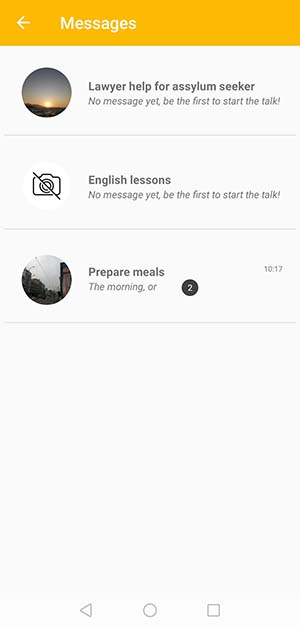 Messages
Lawyer help for assylum seeker
No message yet, be the first to start the talk!
English lessons
No message yet, be the first to start the talk!
Prepare meals 10:17
The morning, or 2